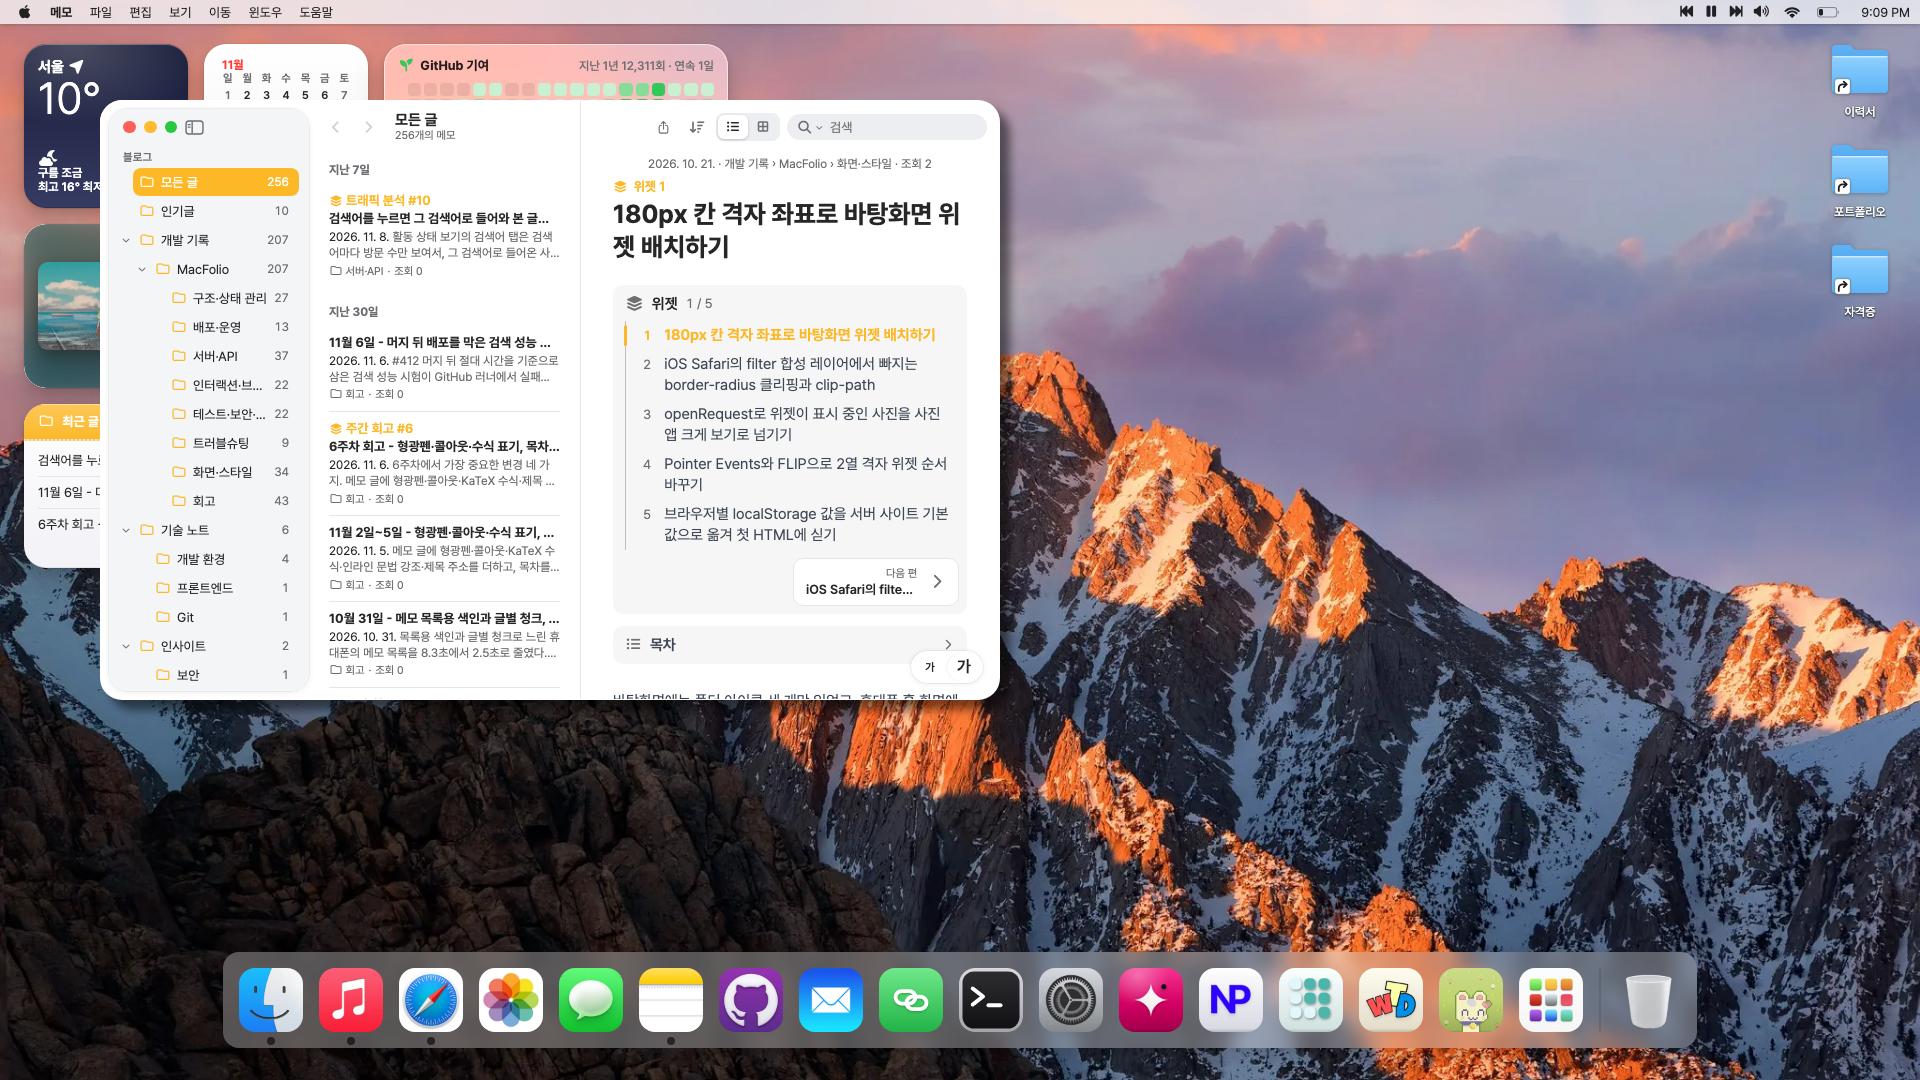 메모 파일 편집 보기 이동 윈도우 도움말
9:09 PM
서울
10°
구름 조금
최고 16°
11월
일 월 화 수 목 금 토
1 2 3 4 5 6 7
GitHub 기여
지난 1년 12,311회 · 연속 1일
최근 글
검색어를
11월 6일 -
6주차 회고
이력서
포트폴리오
자격증
블로그
모든 글 256
인기글 10
개발 기록 207
MacFolio 207
구조·상태 관리 27
배포·운영 13
서버·API 37
인터랙션·브... 22
테스트·보안·... 22
트러블슈팅 9
화면·스타일 34
회고 43
기술 노트 6
개발 환경 4
프론트엔드 1
Git 1
인사이트 2
보안 1
모든 글
256개의 메모
지난 7일
트래픽 분석 #10
검색어를 누르면 그 검색어로 들어와 본 글...
2026. 11. 8. 활동 상태 보기의 검색어 탭은 검색
어마다 방문 수만 보여서, 그 검색어로 들어온 사...
서버·API · 조회 0
지난 30일
11월 6일 - 머지 뒤 배포를 막은 검색 성능 ...
2026. 11. 6. #412 머지 뒤 절대 시간을 기준으로
삼은 검색 성능 시험이 GitHub 러너에서 실패...
회고 · 조회 0
주간 회고 #6
6주차 회고 - 형광펜·콜아웃·수식 표기, 목차...
2026. 11. 6. 6주차에서 가장 중요한 변경 네 가
지. 메모 글에 형광펜·콜아웃·KaTeX 수식·제목 ...
회고 · 조회 0
11월 2일~5일 - 형광펜·콜아웃·수식 표기, ...
2026. 11. 5. 메모 글에 형광펜·콜아웃·KaTeX 수
식·인라인 문법 강조·제목 주소를 더하고, 목차를...
회고 · 조회 0
10월 31일 - 메모 목록용 색인과 글별 청크, ...
2026. 10. 31. 목록용 색인과 글별 청크로 느린 휴
대폰의 메모 목록을 8.3초에서 2.5초로 줄였다....
회고 · 조회 0
검색
2026. 10. 21. · 개발 기록 › MacFolio › 화면·스타일 · 조회 2
위젯 1
180px 칸 격자 좌표로 바탕화면 위
젯 배치하기
위젯 1 / 5
1 180px 칸 격자 좌표로 바탕화면 위젯 배치하기
2 iOS Safari의 filter 합성 레이어에서 빠지는
border-radius 클리핑과 clip-path
3 openRequest로 위젯이 표시 중인 사진을 사진
앱 크게 보기로 넘기기
4 Pointer Events와 FLIP으로 2열 격자 위젯 순서
바꾸기
5 브라우저별 localStorage 값을 서버 사이트 기본
값으로 옮겨 첫 HTML에 싣기
다음 편
iOS Safari의 filte...
목차
가 가
바탕화면에는 폴더 아이콘 세 개만 있었고, 휴대폰 홈 화면에
NP
WTD